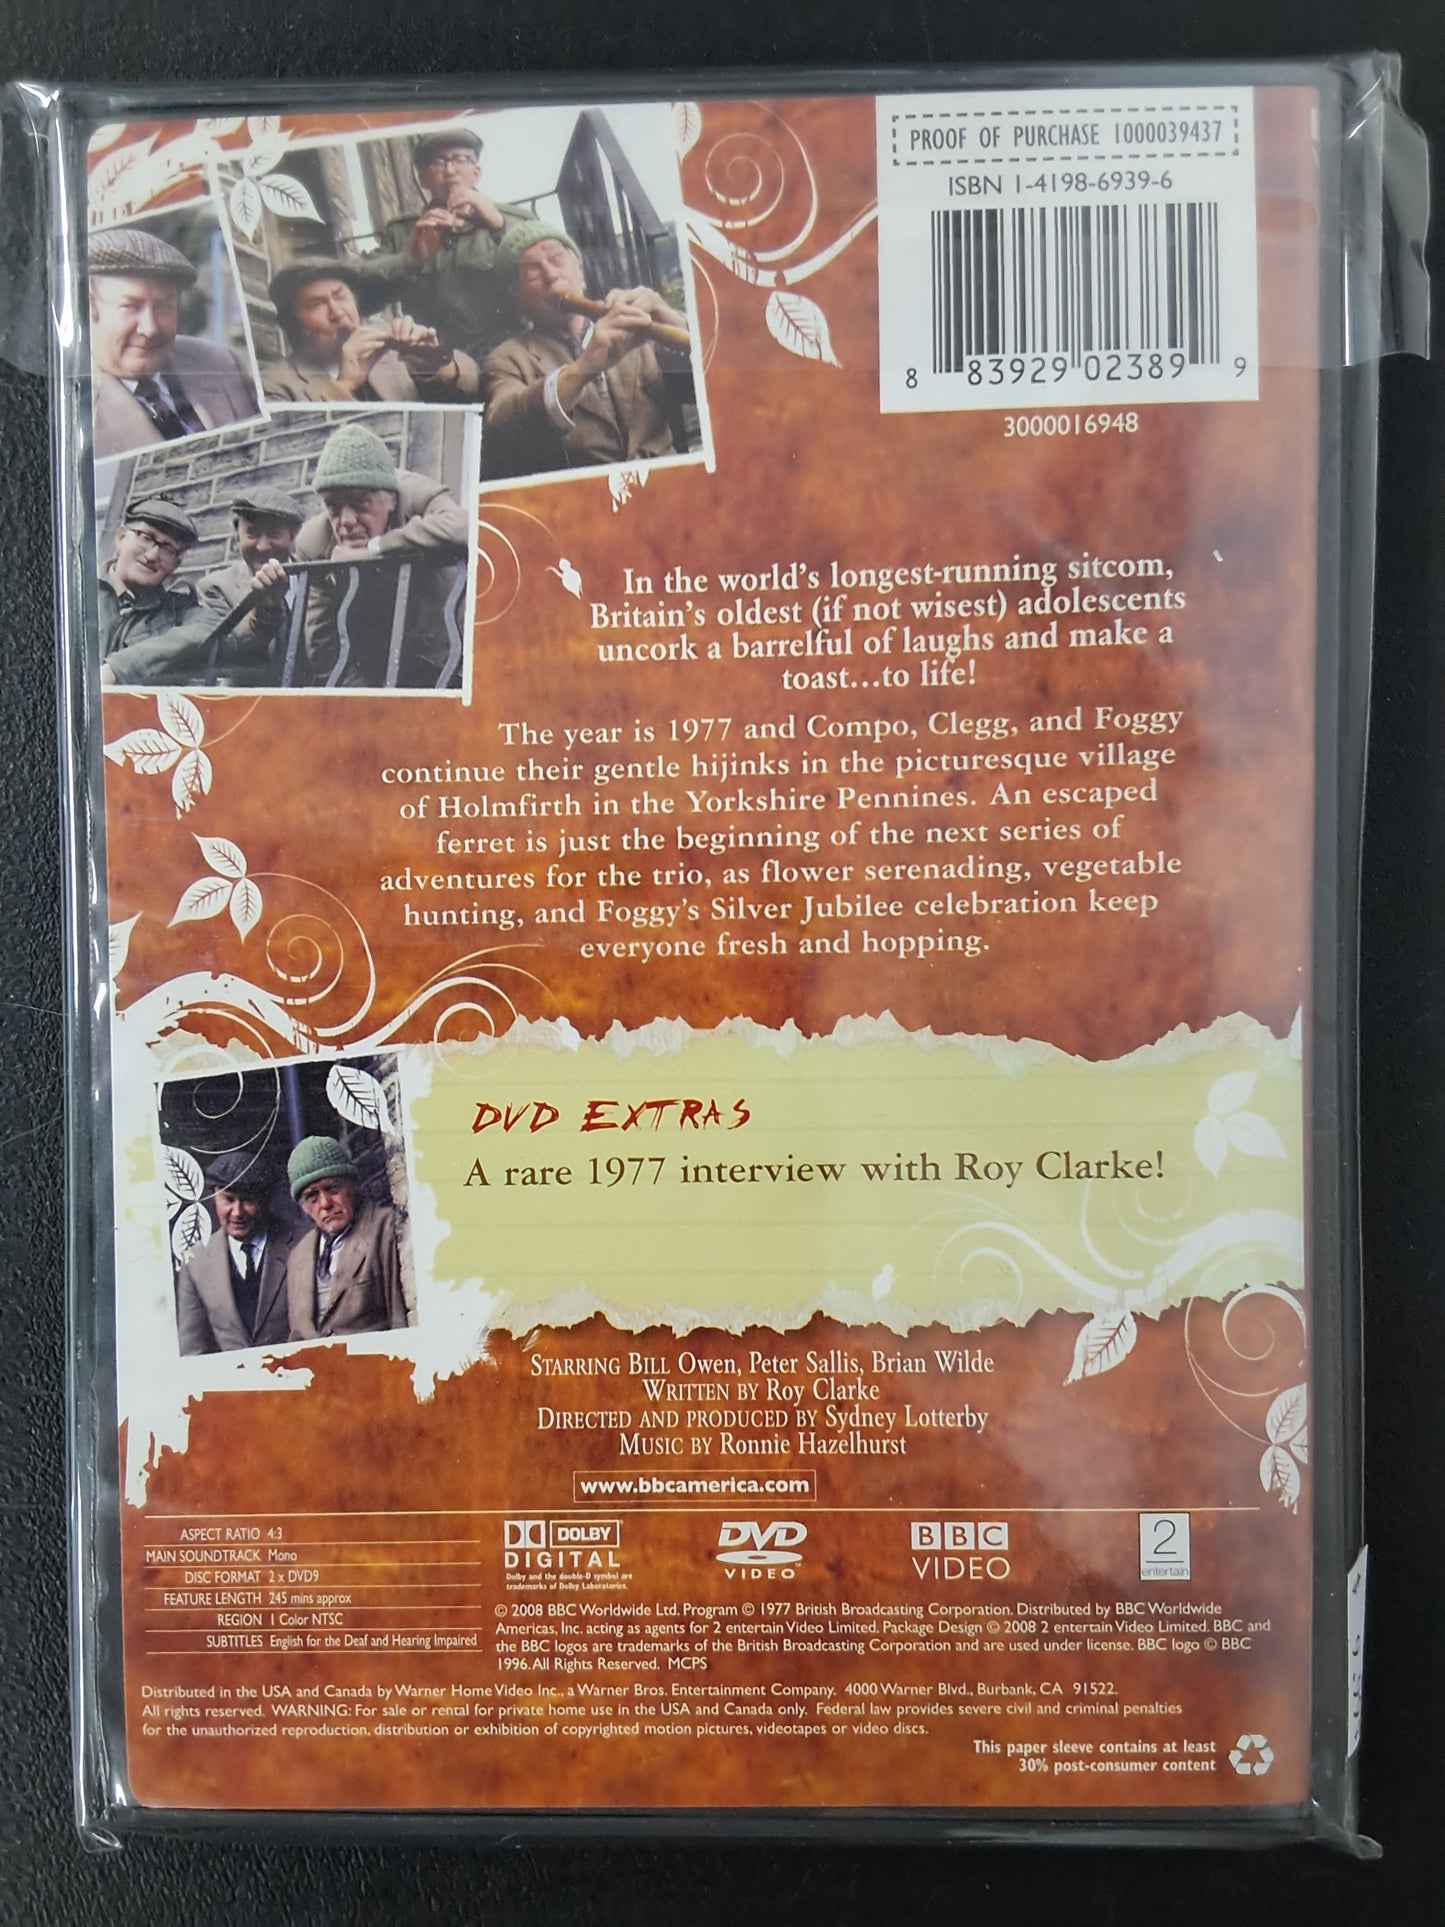 PROOF OF PURCHASE 1000039437
ISBN 1-4198-6939-6
8 83929 02389 9
3000016948
In the world's longest-running sitcom,
Britain's oldest (if not wisest) adolescents
uncork a barrelful of laughs and make a
toast...to life!
The year is 1977 and Compo, Clegg, and Foggy
continue their gentle hijinks in the picturesque village
of Holmfirth in the Yorkshire Pennines. An escaped
ferret is just the beginning of the next series of
adventures for the trio, as flower serenading, vegetable
hunting, and Foggy's Silver Jubilee celebration keep
everyone fresh and hopping.
DVD EXTRAS
A rare 1977 interview with Roy Clarke!
STARRING BILL Owen, Peter Sallis, Brian Wilde
WRITTEN BY Roy Clarke
DIRECTED AND PRODUCED BY Sydney Lotterby
MUSIC BY Ronnie Hazelhurst
www.bbcamerica.com
ASPECT RATIO 4:3
MAIN SOUNDTRACK Mono
DISC FORMAT 2 x DVD9
FEATURE LENGTH 245 mins approx
REGION 1 Color NTSC
SUBTITLES English for the Deaf and Hearing Impaired
DOLBY
DIGITAL
Dolby and the double-D symbol are
trademarks of Dolby Laboratories.
DVD
VIDEO
BBC
VIDEO
2
entertain
© 2008 BBC Worldwide Ltd. Program © 1977 British Broadcasting Corporation. Distributed by BBC Worldwide
Americas, Inc. acting as agents for 2 entertain Video Limited. Package Design © 2008 2 entertain Video Limited. BBC and
the BBC logos are trademarks of the British Broadcasting Corporation and are used under license. BBC logo © BBC
1996. All Rights Reserved. MCPS
Distributed in the USA and Canada by Warner Home Video Inc., a Warner Bros. Entertainment Company. 4000 Warner Blvd., Burbank, CA 91522.
All rights reserved. WARNING: For sale or rental for private home use in the USA and Canada only. Federal law provides severe civil and criminal penalties
for the unauthorized reproduction, distribution or exhibition of copyrighted motion pictures, videotapes or video discs.
This paper sleeve contains at least
30% post-consumer content